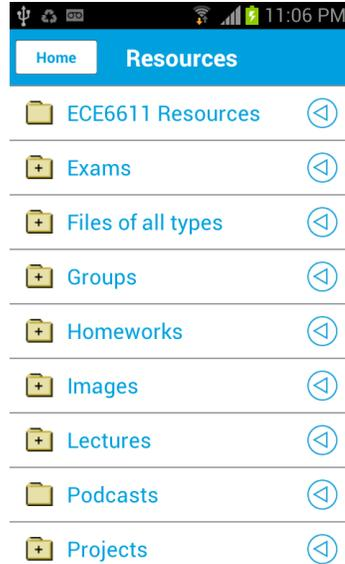 11:06 PM
Home
Resources
ECE6611 Resources
Exams
Files of all types
Groups
Homeworks
Images
Lectures
Podcasts
Projects